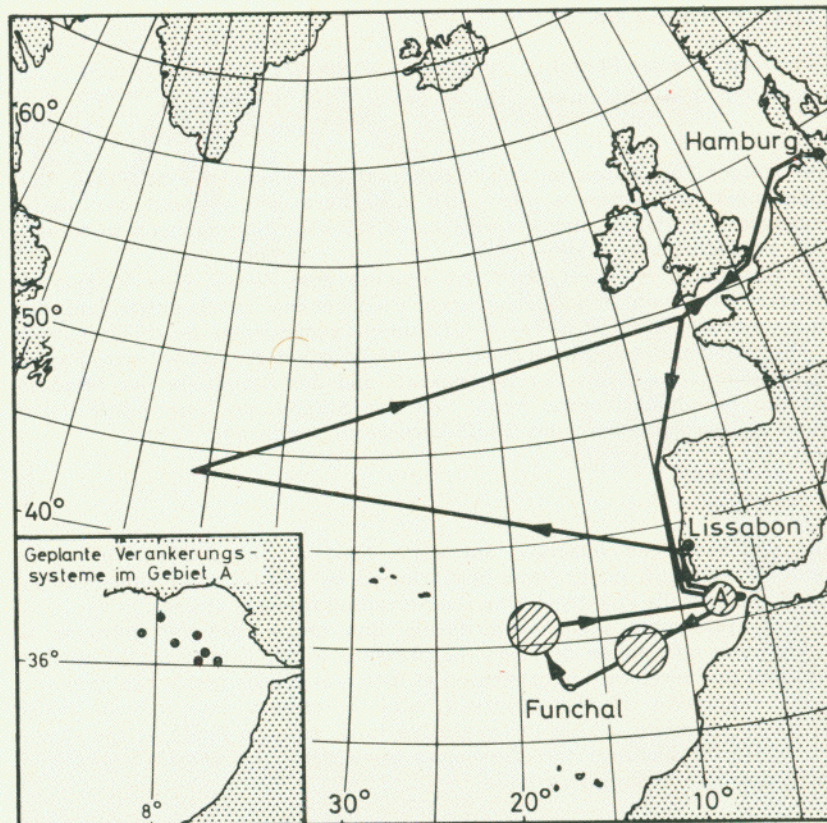 Hamburg
60°
50°
40°
Lissabon
Geplante Verankerungs-
systeme im Gebiet A
A
36°
Funchal
8°
30°
20°
10°